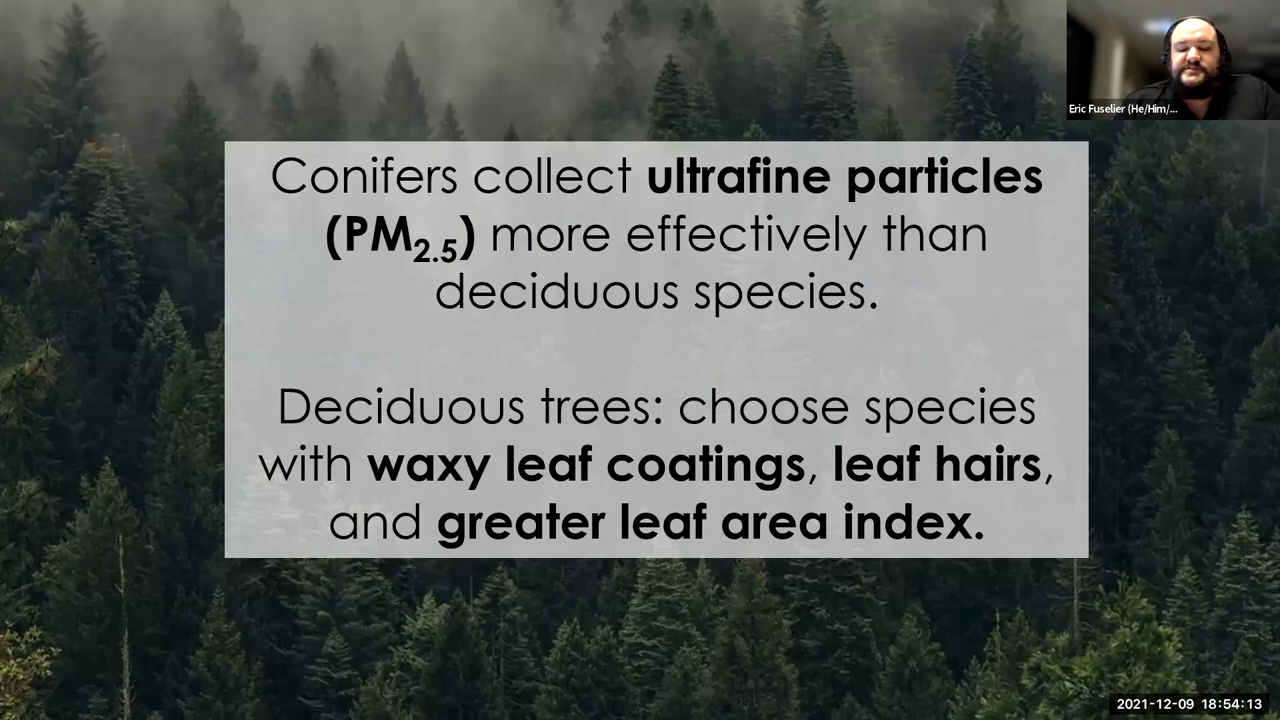 Eric Fuselier (He/Him/...
Conifers collect ultrafine particles
(PM2.5) more effectively than
deciduous species.
Deciduous trees: choose species
with waxy leaf coatings, leaf hairs,
and greater leaf area index.
2021-12-09 18:54:13